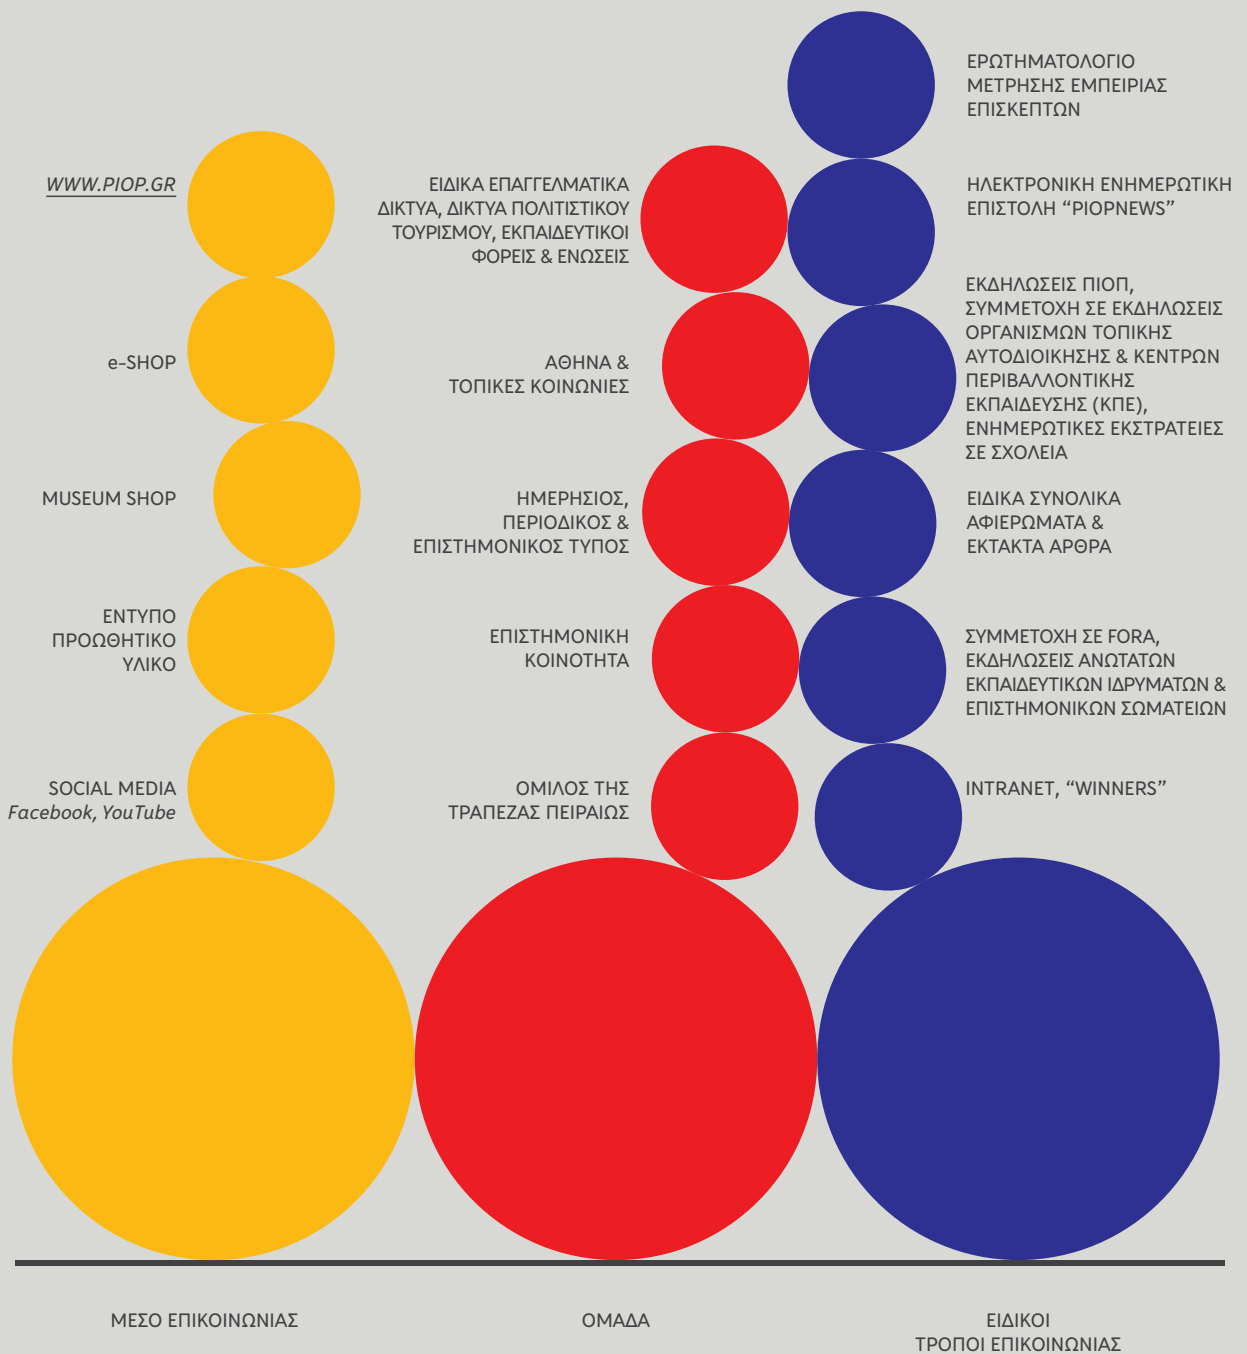 WWW.PIOP.GR
e-SHOP
MUSEUM SHOP
ΕΝΤΥΠΟ
ΠΡΟΩΘΗΤΙΚΟ
ΥΛΙΚΟ
SOCIAL MEDIA
Facebook, YouTube
ΜΕΣΟ ΕΠΙΚΟΙΝΩΝΙΑΣ
ΕΙΔΙΚΑ ΕΠΑΓΓΕΛΜΑΤΙΚΑ
ΔΙΚΤΥΑ, ΔΙΚΤΥΑ ΠΟΛΙΤΙΣΤΙΚΟΥ
ΤΟΥΡΙΣΜΟΥ, ΕΚΠΑΙΔΕΥΤΙΚΟΙ
ΦΟΡΕΙΣ & ΕΝΩΣΕΙΣ
ΑΘΗΝΑ &
ΤΟΠΙΚΕΣ ΚΟΙΝΩΝΙΕΣ
ΗΜΕΡΗΣΙΟΣ,
ΠΕΡΙΟΔΙΚΟΣ &
ΕΠΙΣΤΗΜΟΝΙΚΟΣ ΤΥΠΟΣ
ΕΠΙΣΤΗΜΟΝΙΚΗ
ΚΟΙΝΟΤΗΤΑ
ΟΜΙΛΟΣ ΤΗΣ
ΤΡΑΠΕΖΑΣ ΠΕΙΡΑΙΩΣ
ΟΜΑΔΑ
ΕΡΩΤΗΜΑΤΟΛΟΓΙΟ
ΜΕΤΡΗΣΗΣ ΕΜΠΕΙΡΙΑΣ
ΕΠΙΣΚΕΠΤΩΝ
ΗΛΕΚΤΡΟΝΙΚΗ ΕΝΗΜΕΡΩΤΙΚΗ
ΕΠΙΣΤΟΛΗ “PIOPNEWS”
ΕΚΔΗΛΩΣΕΙΣ ΠΙΟΠ,
ΣΥΜΜΕΤΟΧΗ ΣΕ ΕΚΔΗΛΩΣΕΙΣ
ΟΡΓΑΝΙΣΜΩΝ ΤΟΠΙΚΗΣ
ΑΥΤΟΔΙΟΙΚΗΣΗΣ & ΚΕΝΤΡΩΝ
ΠΕΡΙΒΑΛΛΟΝΤΙΚΗΣ
ΕΚΠΑΙΔΕΥΣΗΣ (ΚΠΕ),
ΕΝΗΜΕΡΩΤΙΚΕΣ ΕΚΣΤΡΑΤΕΙΕΣ
ΣΕ ΣΧΟΛΕΙΑ
ΕΙΔΙΚΑ ΣΥΝΟΛΙΚΑ
ΑΦΙΕΡΩΜΑΤΑ &
ΕΚΤΑΚΤΑ ΑΡΘΡΑ
ΣΥΜΜΕΤΟΧΗ ΣΕ FORA,
ΕΚΔΗΛΩΣΕΙΣ ΑΝΩΤΑΤΩΝ
ΕΚΠΑΙΔΕΥΤΙΚΩΝ ΙΔΡΥΜΑΤΩΝ &
ΕΠΙΣΤΗΜΟΝΙΚΩΝ ΣΩΜΑΤΕΙΩΝ
INTRANET, “WINNERS”
ΕΙΔΙΚΟΙ
ΤΡΟΠΟΙ ΕΠΙΚΟΙΝΩΝΙΑΣ